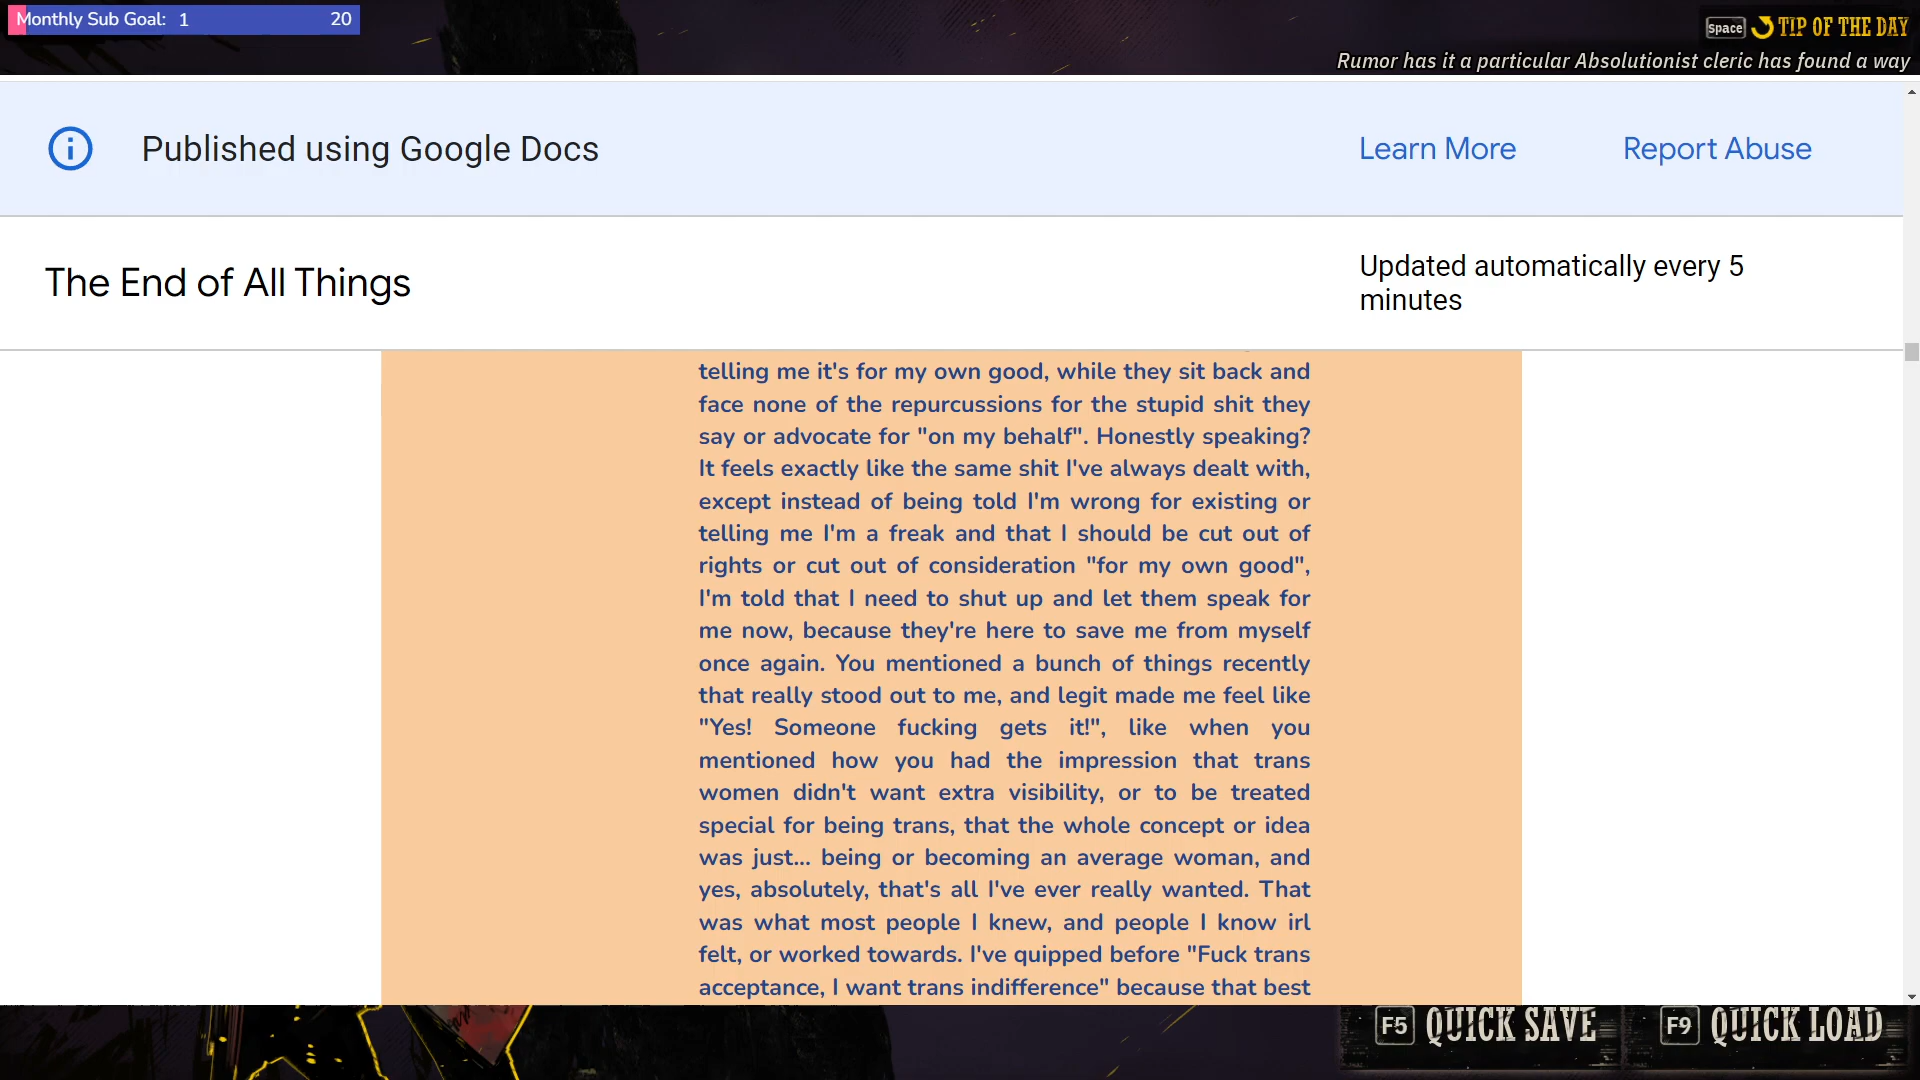 Monthly Sub Goal: 1 20
Space TIP OF THE DAY
Rumor has it a particular Absolutionist cleric has found a way
Published using Google Docs
Learn More
Report Abuse
The End of All Things
Updated automatically every 5
minutes
telling me it's for my own good, while they sit back and
face none of the repurcussions for the stupid shit they
say or advocate for "on my behalf". Honestly speaking?
It feels exactly like the same shit I've always dealt with,
except instead of being told I'm wrong for existing or
telling me I'm a freak and that I should be cut out of
rights or cut out of consideration "for my own good",
I'm told that I need to shut up and let them speak for
me now, because they're here to save me from myself
once again. You mentioned a bunch of things recently
that really stood out to me, and legit made me feel like
"Yes! Someone fucking gets it!", like when you
mentioned how you had the impression that trans
women didn't want extra visibility, or to be treated
special for being trans, that the whole concept or idea
was just... being or becoming an average woman, and
yes, absolutely, that's all I've ever really wanted. That
was what most people I knew, and people I know irl
felt, or worked towards. I've quipped before "Fuck trans
acceptance, I want trans indifference" because that best
F5 QUICK SAVE
F9 QUICK LOAD